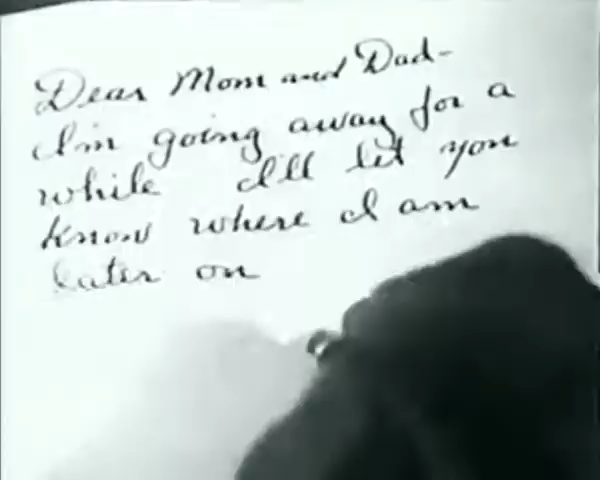 Dear Mom and Dad-
I'm going away for a
while I'll let you
know where I am
later on